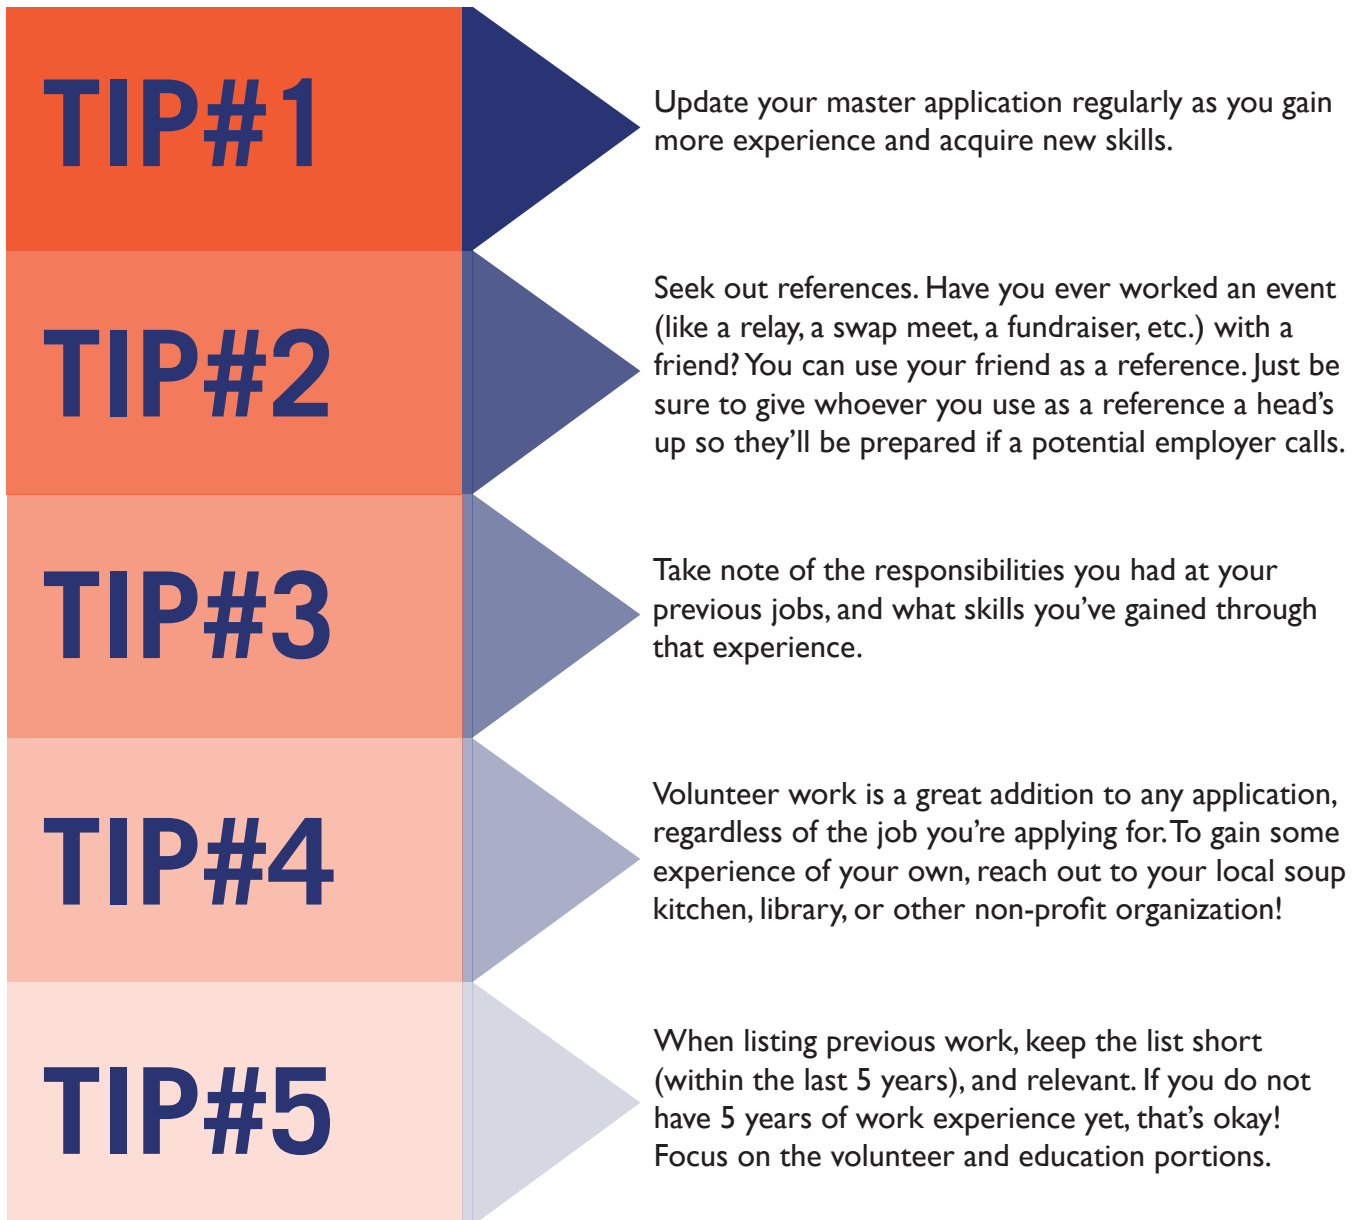 TIP#1
Update your master application regularly as you gain
more experience and acquire new skills.
TIP#2
Seek out references. Have you ever worked an event
(like a relay, a swap meet, a fundraiser, etc.) with a
friend? You can use your friend as a reference. Just be
sure to give whoever you use as a reference a head’s
up so they’ll be prepared if a potential employer calls.
TIP#3
Take note of the responsibilities you had at your
previous jobs, and what skills you’ve gained through
that experience.
TIP#4
Volunteer work is a great addition to any application,
regardless of the job you’re applying for. To gain some
experience of your own, reach out to your local soup
kitchen, library, or other non-profit organization!
TIP#5
When listing previous work, keep the list short
(within the last 5 years), and relevant. If you do not
have 5 years of work experience yet, that’s okay!
Focus on the volunteer and education portions.